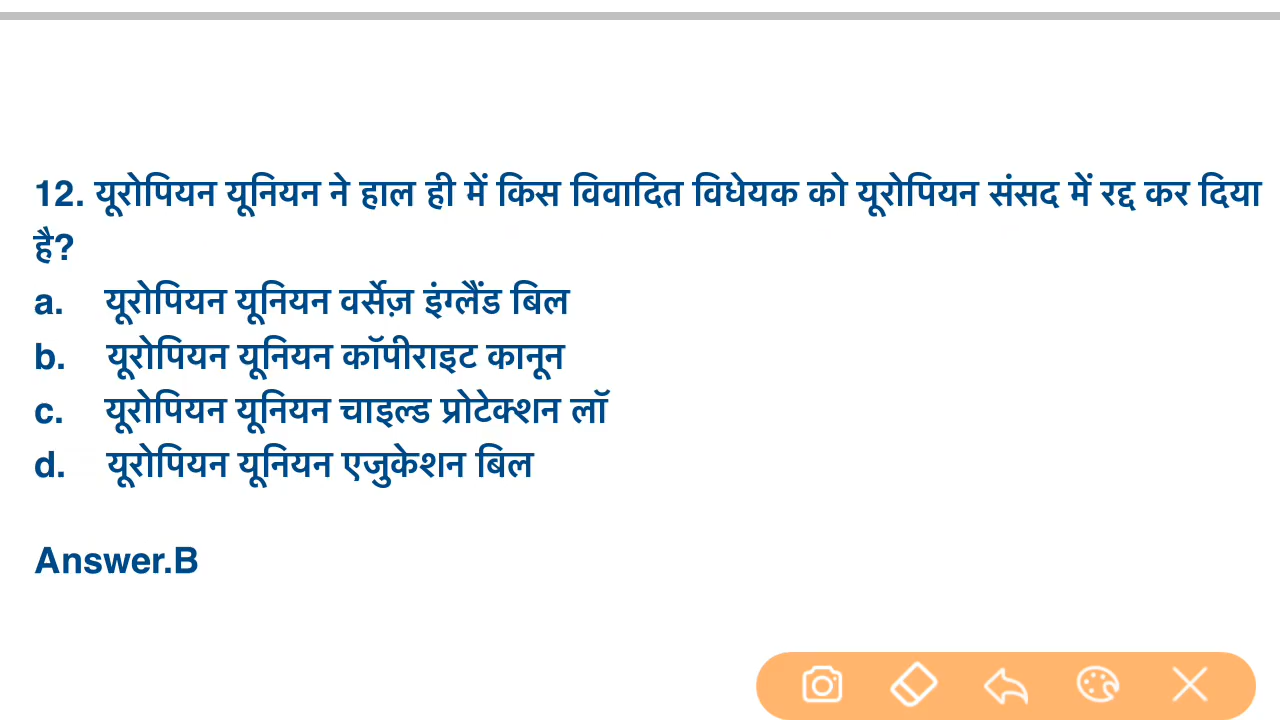 12. यूरोपियन यूनियन ने हाल ही में किस विवादित विधेयक को यूरोपियन संसद में रद्द कर दिया
है?
a. यूरोपियन यूनियन वर्सेज़ इंग्लैंड बिल
b. यूरोपियन यूनियन कॉपीराइट कानून
c. यूरोपियन यूनियन चाइल्ड प्रोटेक्शन लॉ
d. यूरोपियन यूनियन एजुकेशन बिल
Answer.B